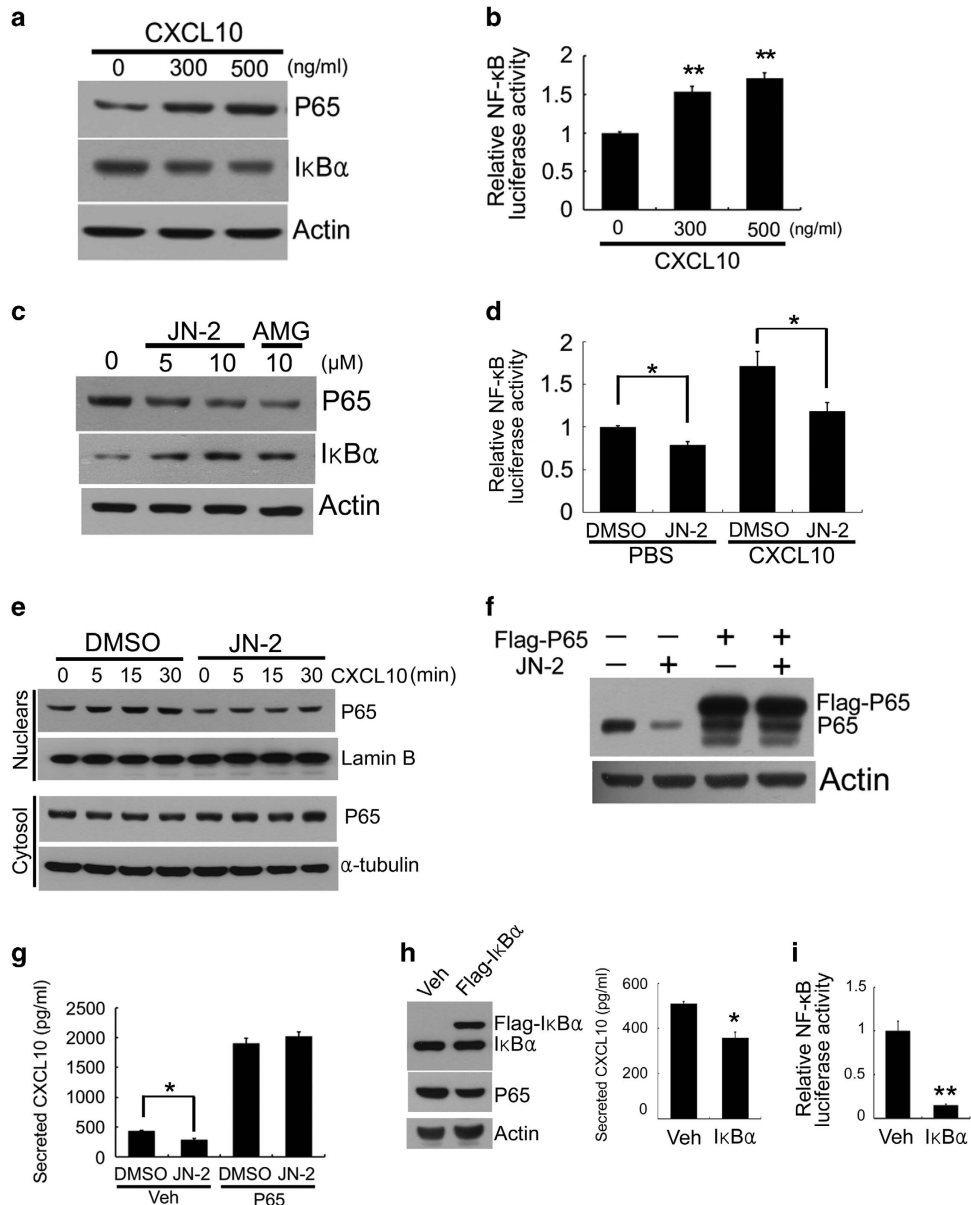 a
CXCL10
0 300 500 (ng/ml)
P65
IκBα
Actin
b
Relative NF-κB
luciferase activity
2
1.5
1
0.5
0
** **
0 300 500 (ng/ml)
CXCL10
c
JN-2 AMG
0 5 10 10 (µM)
P65
IκBα
Actin
d
Relative NF-κB
luciferase activity
2
1.5
1
0.5
0
* *
DMSO JN-2 DMSO JN-2
PBS CXCL10
e
DMSO JN-2
0 5 15 30 0 5 15 30 CXCL10 (min)
Nuclears
P65
Lamin B
Cytosol
P65
α-tubulin
f
Flag-P65 — — + +
JN-2 — + — +
Flag-P65
P65
Actin
g
Secreted CXCL10 (pg/ml)
2500
2000
1500
1000
500
0
*
DMSO JN-2 DMSO JN-2
Veh P65
h
Veh Flag-IκBα
Flag-IκBα
IκBα
P65
Actin
Secreted CXCL10 (pg/ml)
600
400
200
0
*
Veh IκBα
i
Relative NF-κB
luciferase activity
1.5
1
0.5
0
**
Veh IκBα